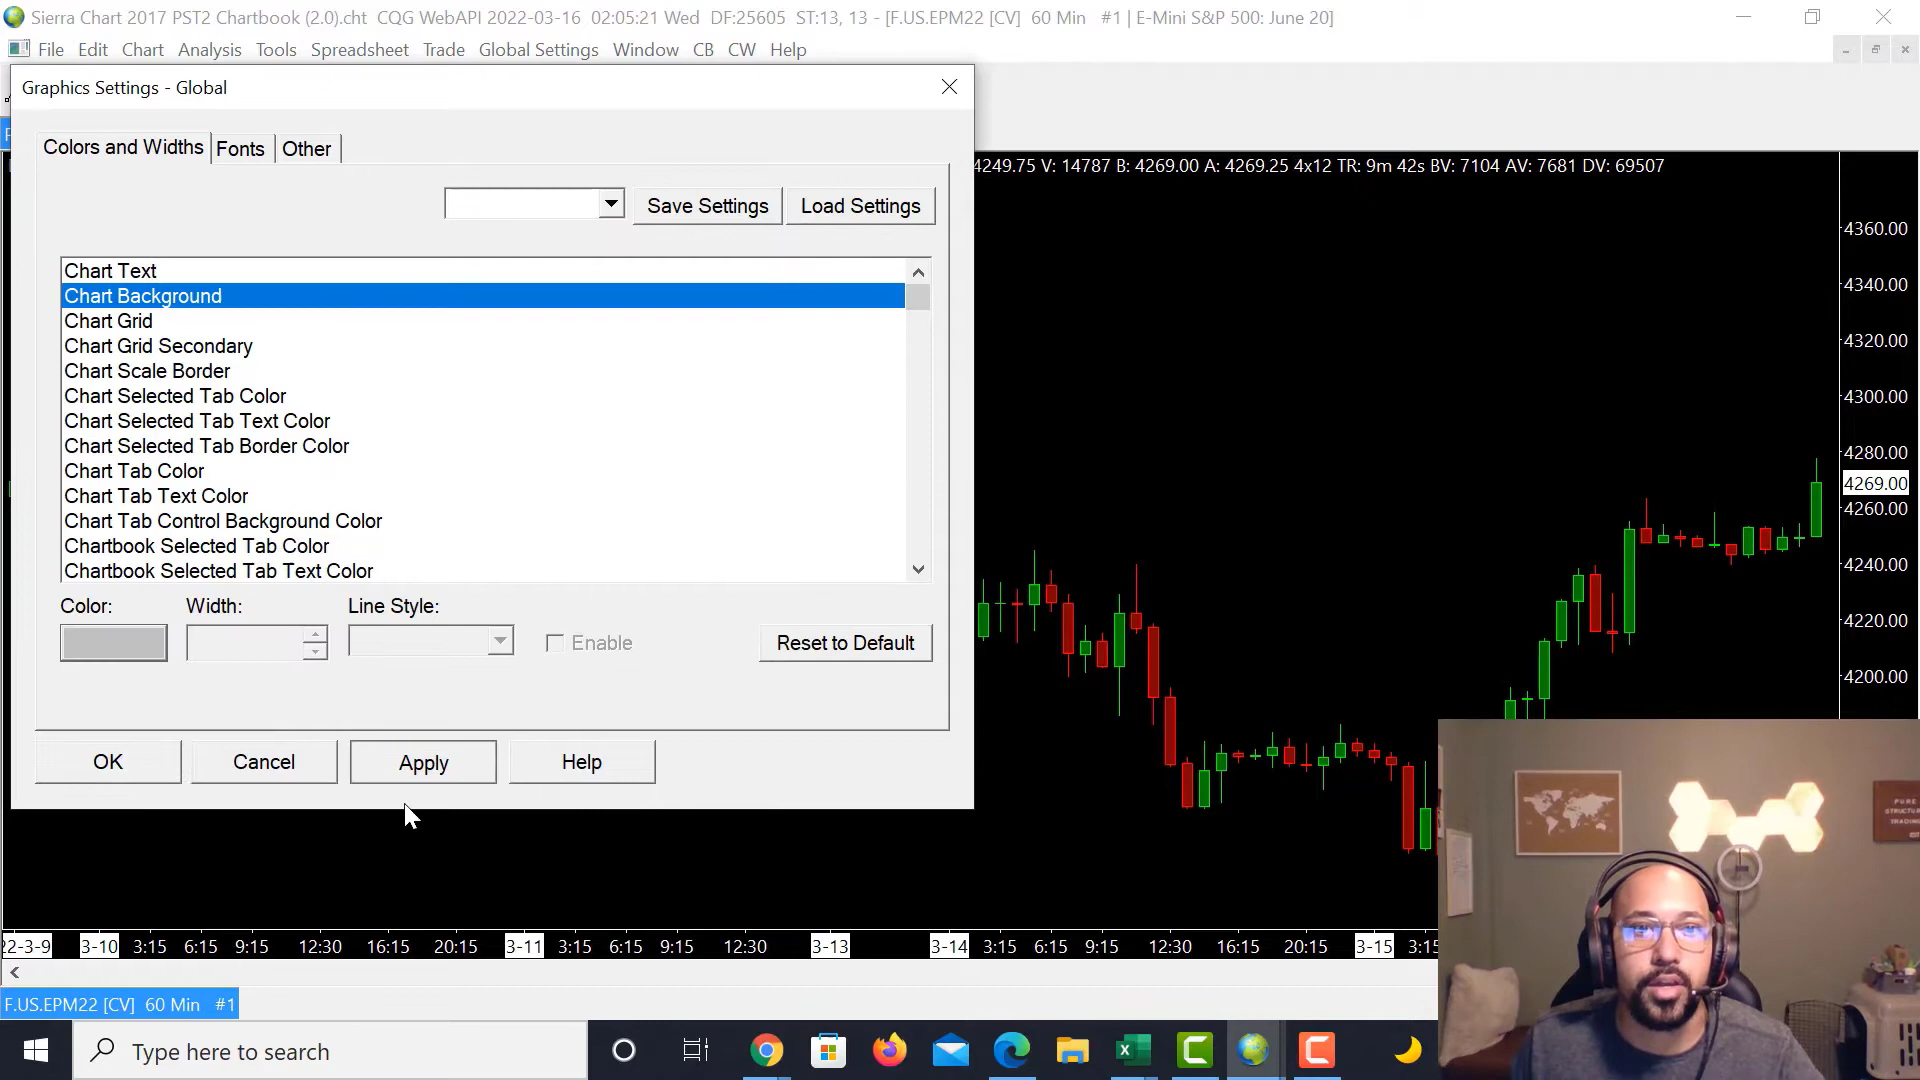 Sierra Chart 2017 PST2 Chartbook (2.0).cht CQG WebAPI 2022-03-16 02:05:21 Wed DF:25605 ST:13, 13 - [F.US.EPM22 [CV] 60 Min #1 | E-Mini S&P 500: June 20]
File Edit Chart Analysis Tools Spreadsheet Trade Global Settings Window CB CW Help
Graphics Settings - Global
Colors and Widths Fonts Other
4249.75 V: 14787 B: 4269.00 A: 4269.25 4x12 TR: 9m 42s BV: 7104 AV: 7681 DV: 69507
Save Settings Load Settings
Chart Text
Chart Background
Chart Grid
Chart Grid Secondary
Chart Scale Border
Chart Selected Tab Color
Chart Selected Tab Text Color
Chart Selected Tab Border Color
Chart Tab Color
Chart Tab Text Color
Chart Tab Control Background Color
Chartbook Selected Tab Color
Chartbook Selected Tab Text Color
Color: Width: Line Style:
Enable
Reset to Default
OK Cancel Apply Help
4360.00
4340.00
4320.00
4300.00
4280.00
4269.00
4260.00
4240.00
4220.00
4200.00
PURE
STRUCTURE
TRADING
22-3-9 3-10 3:15 6:15 9:15 12:30 16:15 20:15 3-11 3:15 6:15 9:15 12:30 3-13 3-14 3:15 6:15 9:15 12:30 16:15 20:15 3-15 3:15
F.US.EPM22 [CV] 60 Min #1
Type here to search